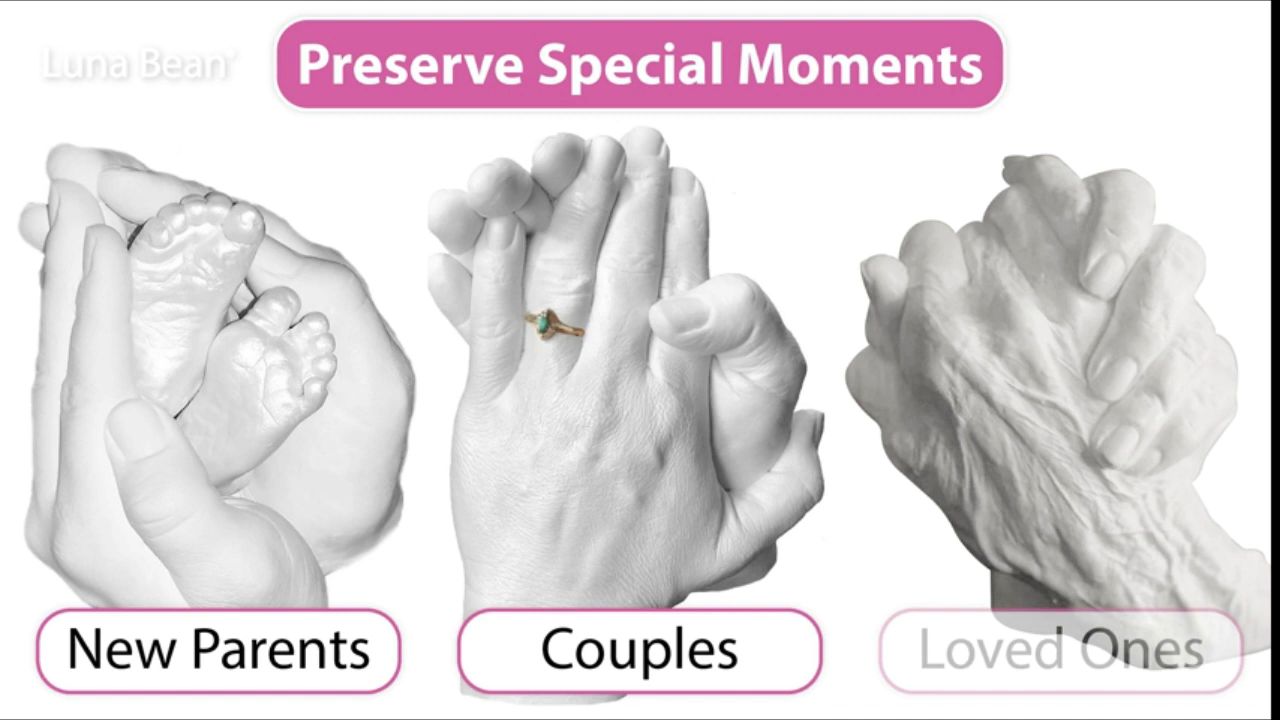 Luna Bean®
Preserve Special Moments
New Parents
Couples
Loved Ones